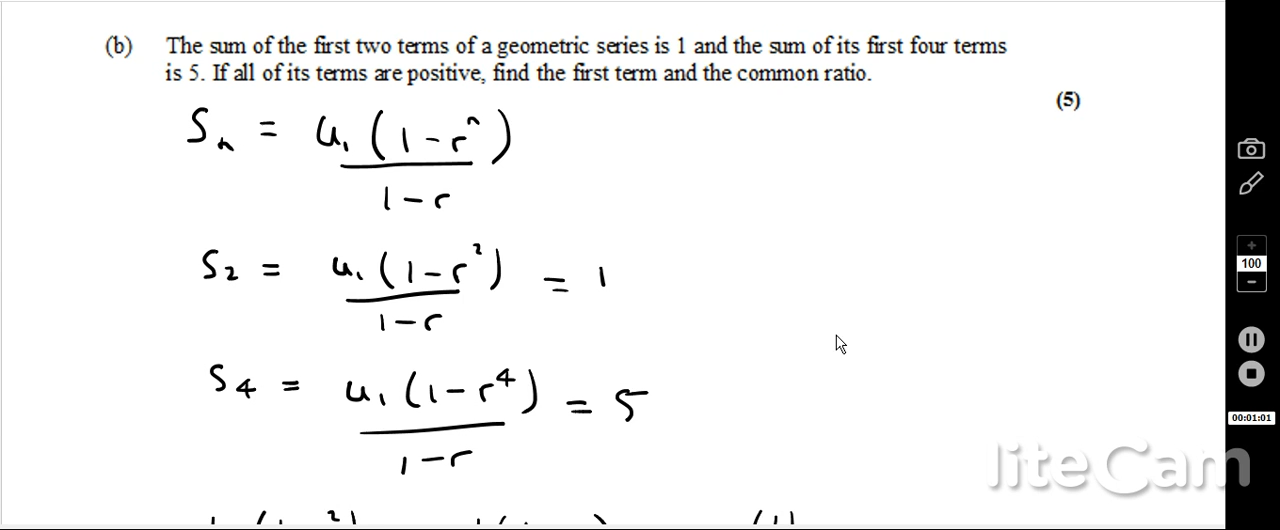 (b) The sum of the first two terms of a geometric series is 1 and the sum of its first four terms
is 5. If all of its terms are positive, find the first term and the common ratio.
(5)
Sₙ = u₁(1-rⁿ)
1-r
S₂ = u₁(1-r²) = 1
1-r
S₄ = u₁(1-r⁴) = 5
1-r
+
100
-
00:01:01
liteCam